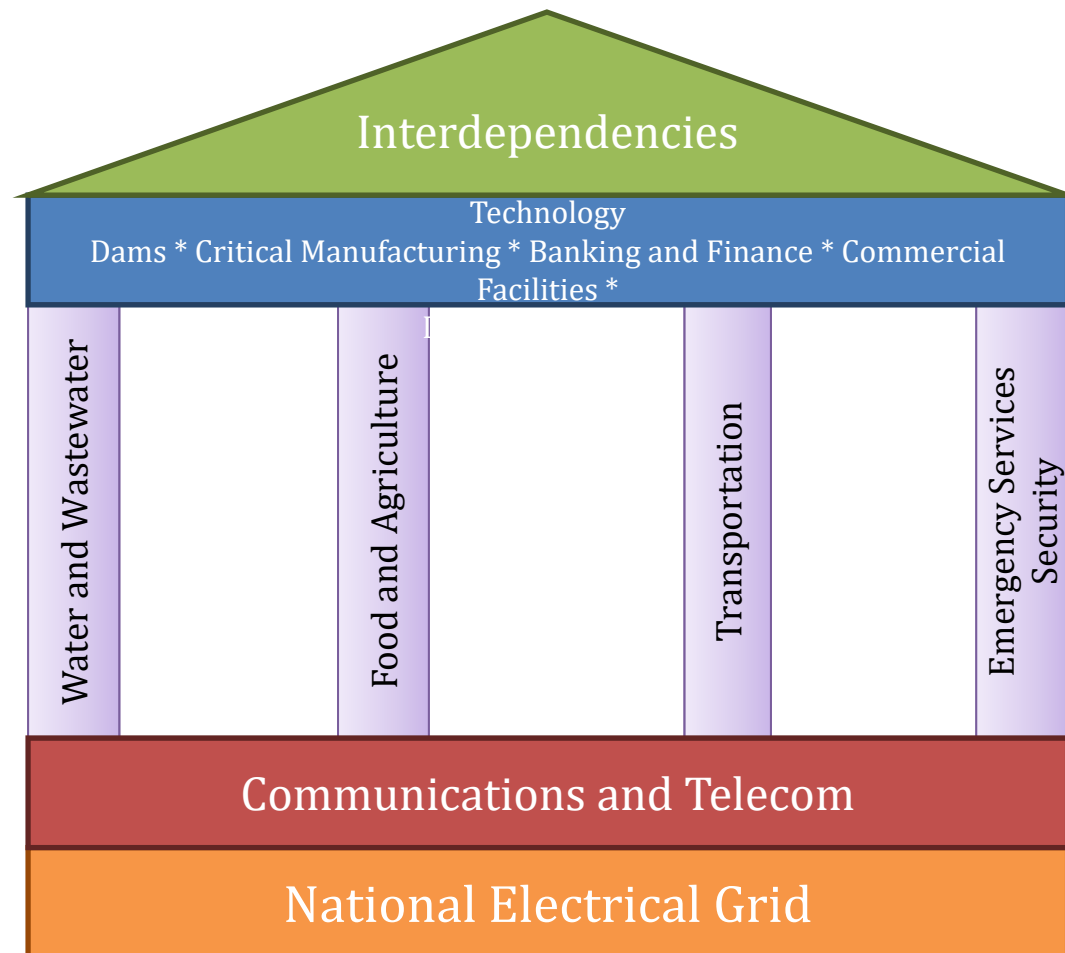 Interdependencies
Technology
Dams * Critical Manufacturing * Banking and Finance * Commercial
Facilities *
Water and Wastewater
Food and Agriculture
Transportation
Emergency Services
Security
Communications and Telecom
National Electrical Grid